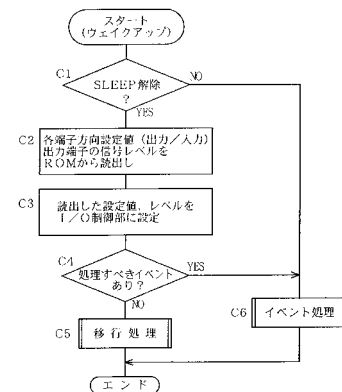 スタート
(ウェイクアップ)
C1
SLEEP解除
?
NO
YES
C2
各端子方向設定値(出力/入力)
出力端子の信号レベルを
ROMから読出し
C3
読出した設定値、レベルを
I/O制御部に設定
C4
処理すべきイベント
あり?
YES
NO
C5
移行処理
C6
イベント処理
エンド